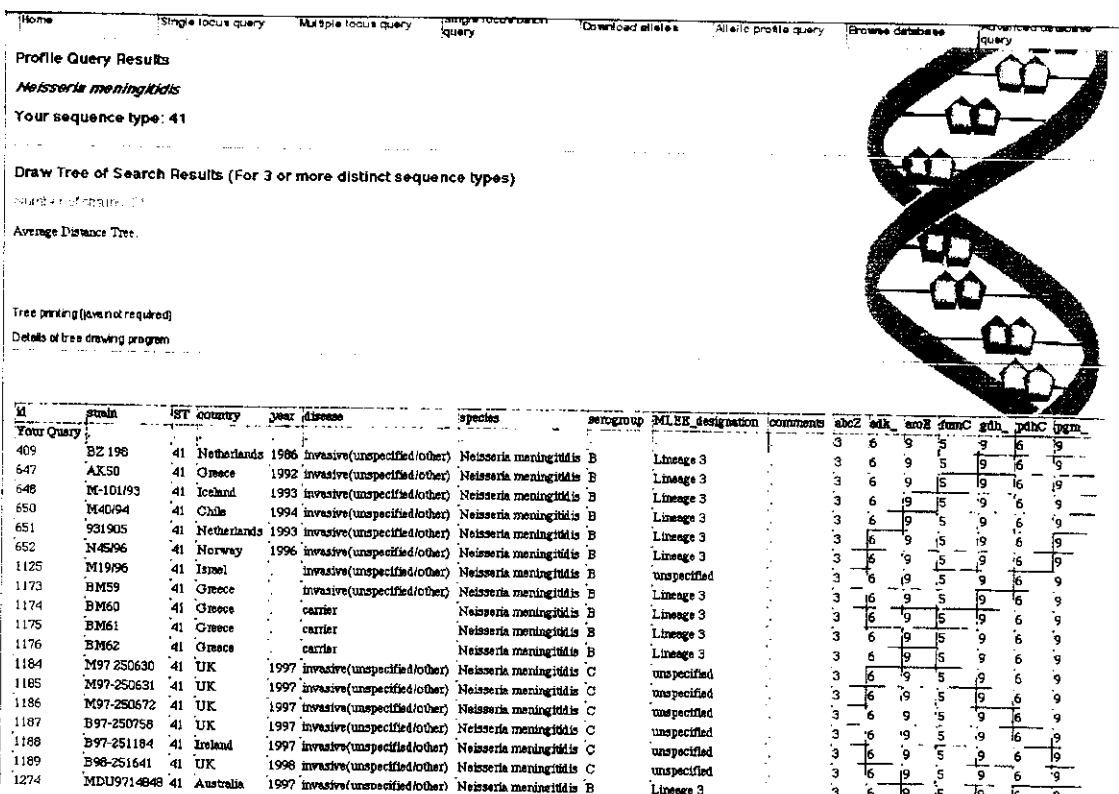 Home Single locus query Multiple locus query query Download alleles Allelic profile query Browse database query
Profile Query Results
Neisseria meningitidis
Your sequence type: 41
Draw Tree of Search Results (For 3 or more distinct sequence types)
Number of strains:
Average Distance Tree.
Tree printing (java not required)
Details of tree drawing program
id strain ST country year disease species serogroup MLEE_designation comments abcZ adk_ aroE fumC gdh_ pdhC pgm_
Your Query 3 6 9 5 9 6 9
409 BZ 198 41 Netherlands 1986 invasive(unspecified/other) Neisseria meningitidis B Lineage 3 3 6 9 5 9 6 9
647 AK50 41 Greece 1992 invasive(unspecified/other) Neisseria meningitidis B Lineage 3 3 6 9 5 9 6 9
648 M-101/93 41 Iceland 1993 invasive(unspecified/other) Neisseria meningitidis B Lineage 3 3 6 9 5 9 6 9
650 M40/94 41 Chile 1994 invasive(unspecified/other) Neisseria meningitidis B Lineage 3 3 6 9 5 9 6 9
651 931905 41 Netherlands 1993 invasive(unspecified/other) Neisseria meningitidis B Lineage 3 3 6 9 5 9 6 9
652 N45/96 41 Norway 1996 invasive(unspecified/other) Neisseria meningitidis B Lineage 3 3 6 9 5 9 6 9
1125 M19/96 41 Israel invasive(unspecified/other) Neisseria meningitidis B unspecified 3 6 9 5 9 6 9
1173 BM59 41 Greece invasive(unspecified/other) Neisseria meningitidis B Lineage 3 3 6 9 5 9 6 9
1174 BM60 41 Greece carrier Neisseria meningitidis B Lineage 3 3 6 9 5 9 6 9
1175 BM61 41 Greece carrier Neisseria meningitidis B Lineage 3 3 6 9 5 9 6 9
1176 BM62 41 Greece carrier Neisseria meningitidis B Lineage 3 3 6 9 5 9 6 9
1184 M97 250630 41 UK 1997 invasive(unspecified/other) Neisseria meningitidis C unspecified 3 6 9 5 9 6 9
1185 M97-250631 41 UK 1997 invasive(unspecified/other) Neisseria meningitidis C unspecified 3 6 9 5 9 6 9
1186 M97-250672 41 UK 1997 invasive(unspecified/other) Neisseria meningitidis C unspecified 3 6 9 5 9 6 9
1187 B97-250758 41 UK 1997 invasive(unspecified/other) Neisseria meningitidis C unspecified 3 6 9 5 9 6 9
1188 B97-251184 41 Ireland 1997 invasive(unspecified/other) Neisseria meningitidis C unspecified 3 6 9 5 9 6 9
1189 B98-251641 41 UK 1998 invasive(unspecified/other) Neisseria meningitidis C unspecified 3 6 9 5 9 6 9
1274 MDU9714848 41 Australia 1997 invasive(unspecified/other) Neisseria meningitidis B Lineage 3 3 6 9 5 9 6 9